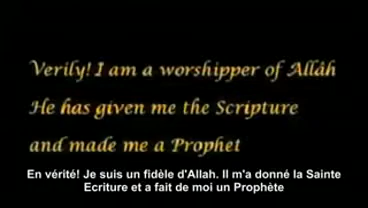 Verily! I am a worshipper of Allâh
He has given me the Scripture
and made me a Prophet
En vérité! Je suis un fidèle d'Allah. Il m'a donné la Sainte
Ecriture et a fait de moi un Prophète